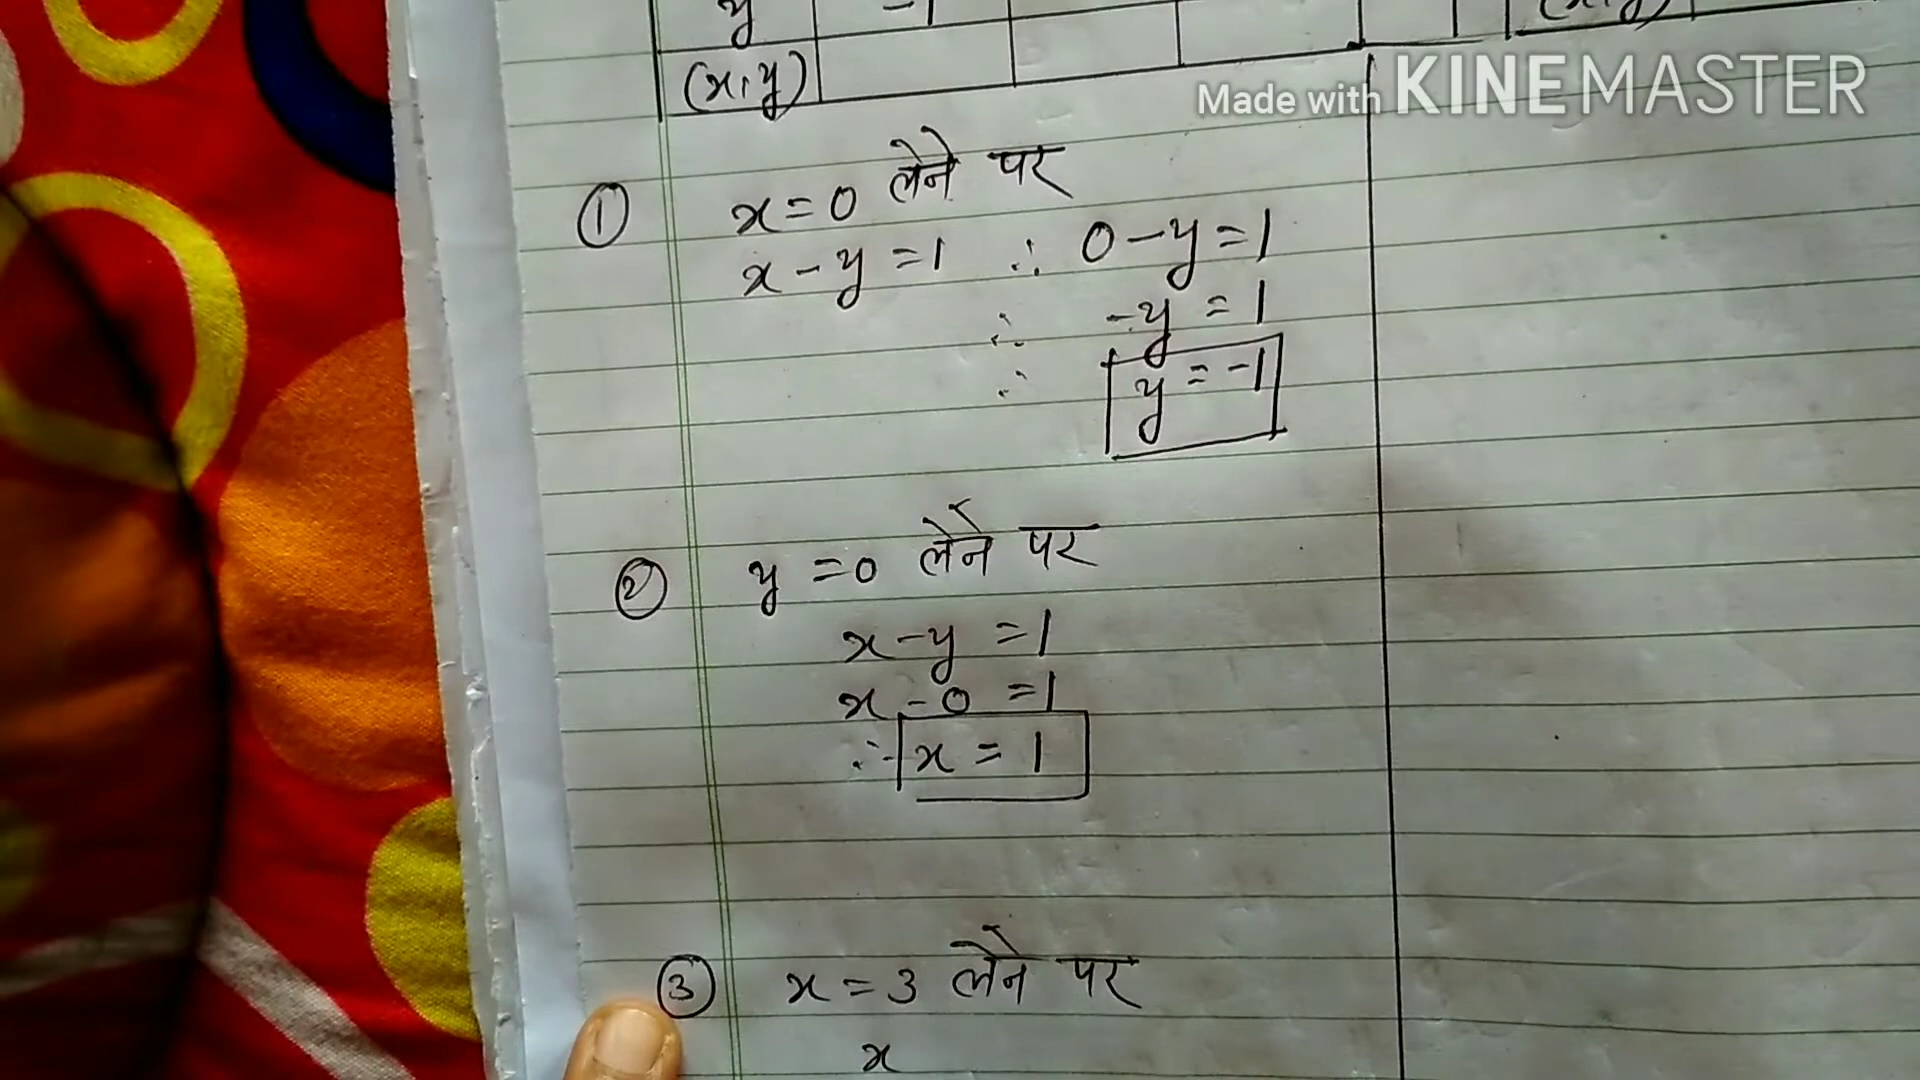 y -1
(x,y)
Made with KINEMASTER
① x=0 लेने पर
x-y=1 ∴ 0-y=1
∴ -y=1
∴ y=-1
② y=0 लेने पर
x-y=1
x-0=1
∴ x=1
③ x=3 लेने पर
x